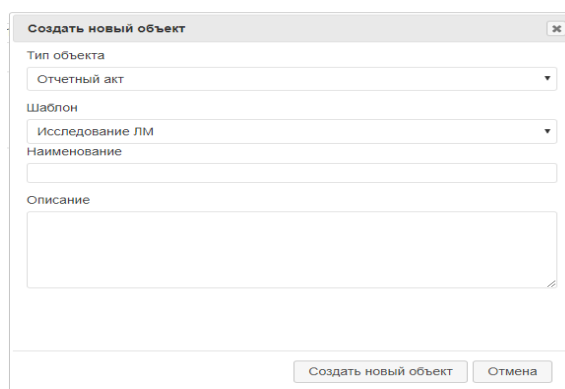 Создать новый объект
Тип объекта
Отчетный акт
Шаблон
Исследование ЛМ
Наименование
Описание
Создать новый объект Отмена